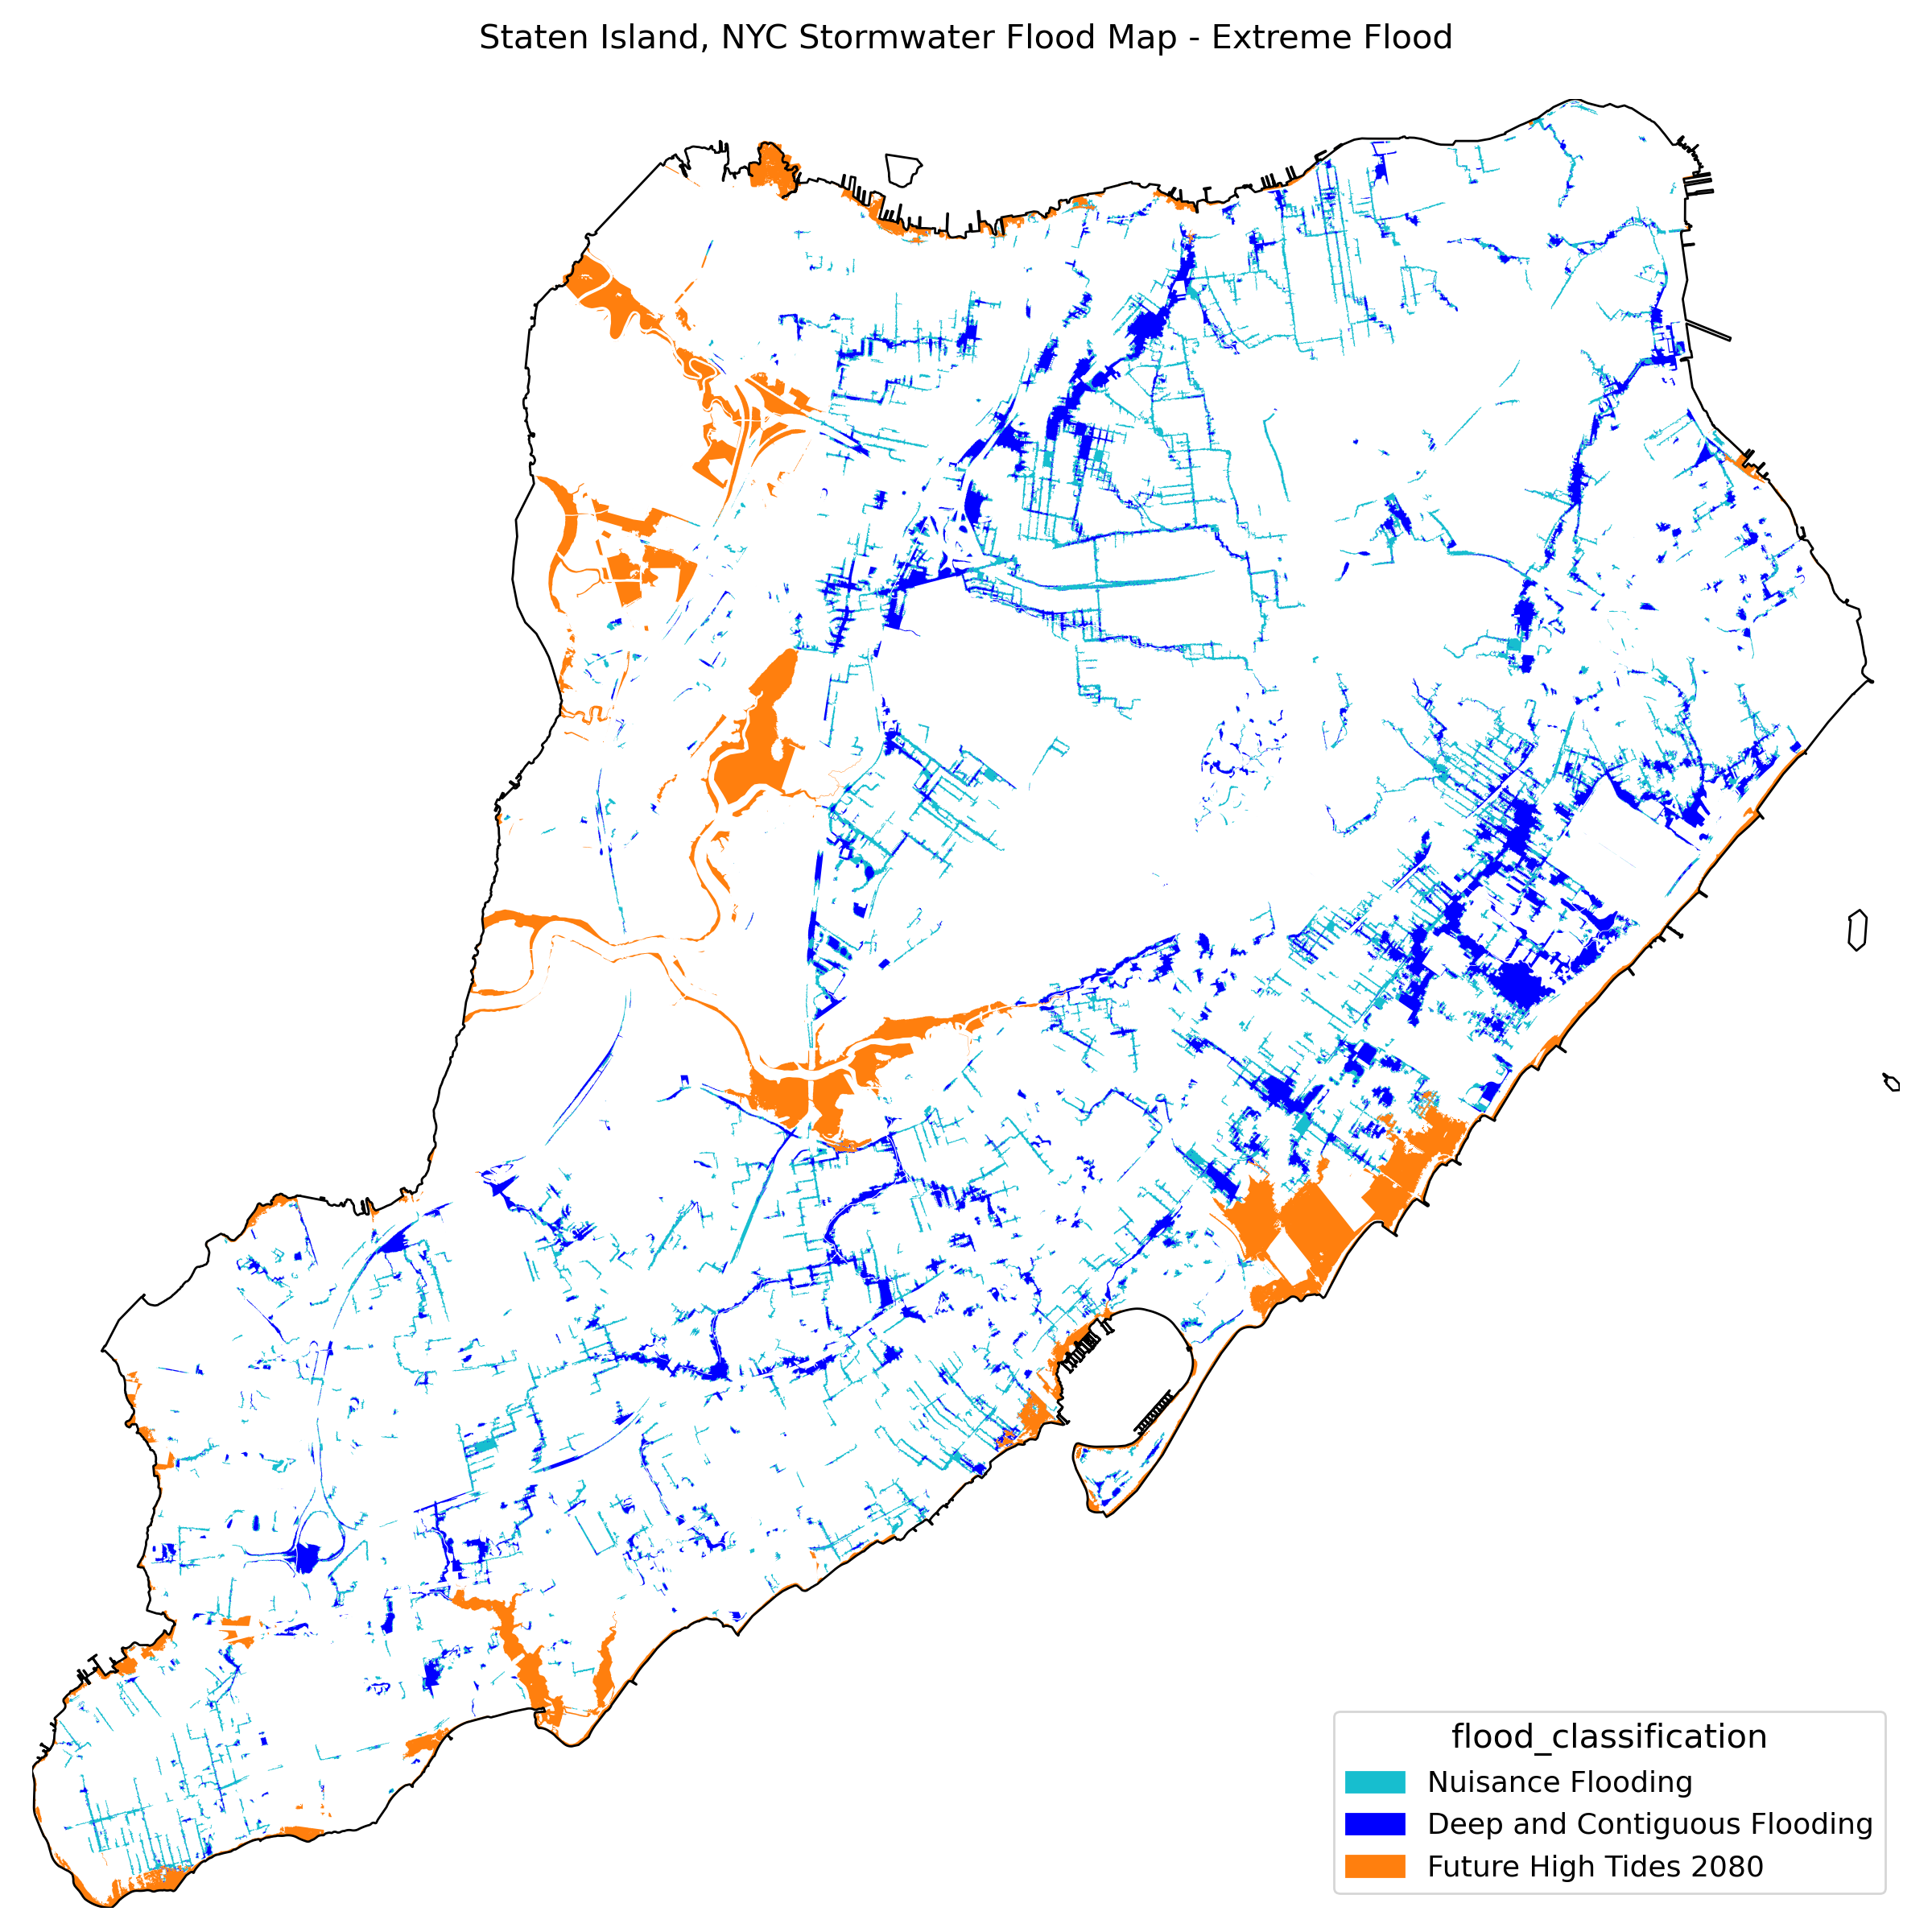 Staten Island, NYC Stormwater Flood Map - Extreme Flood
flood_classification
Nuisance Flooding
Deep and Contiguous Flooding
Future High Tides 2080